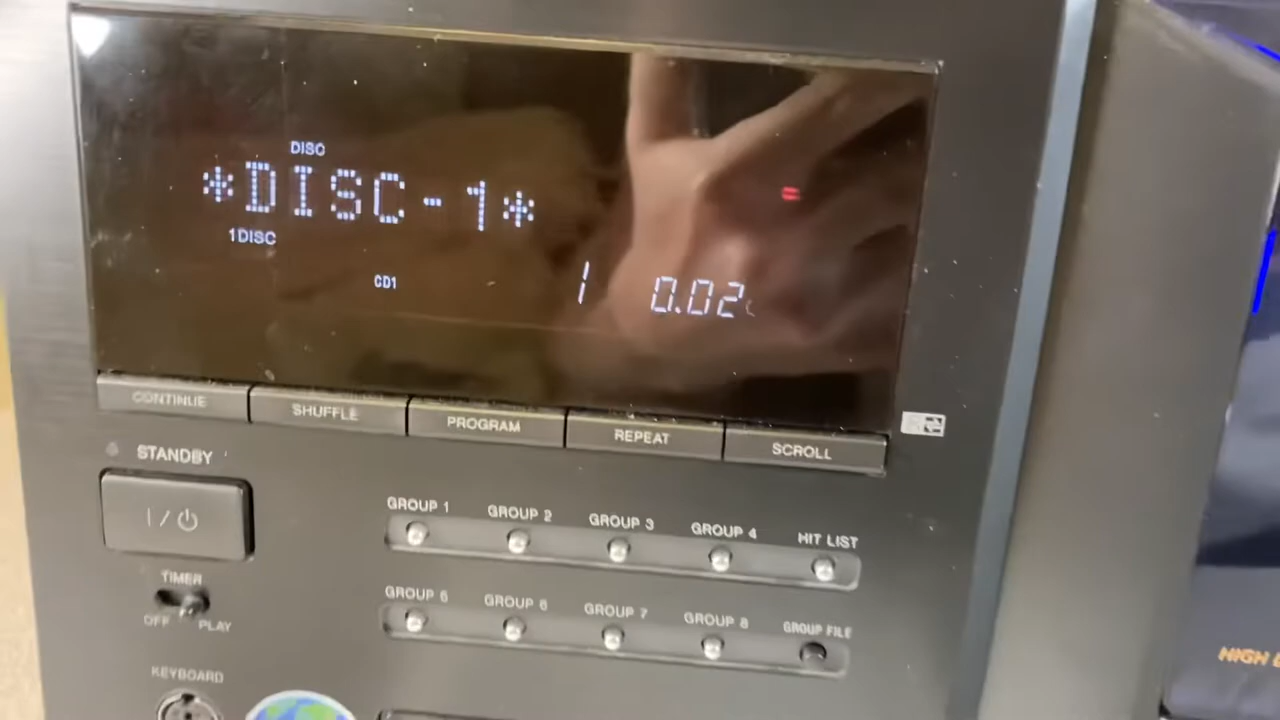 DISC
*DISC-1*
1DISC
CD1 1 0.02
CONTINUE SHUFFLE PROGRAM REPEAT SCROLL
STANDBY
I/⏻
GROUP 1 GROUP 2 GROUP 3 GROUP 4 HIT LIST
TIMER
OFF PLAY
GROUP 5 GROUP 6 GROUP 7 GROUP 8 GROUP FILE
KEYBOARD
HIGH